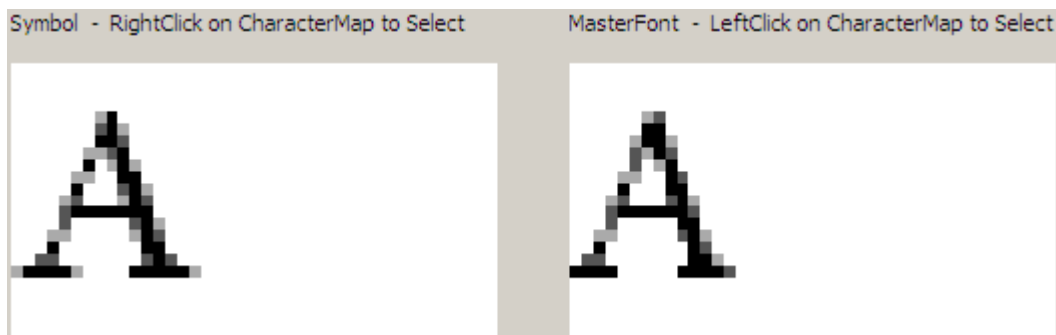 Symbol - RightClick on CharacterMap to Select
MasterFont - LeftClick on CharacterMap to Select
A
A